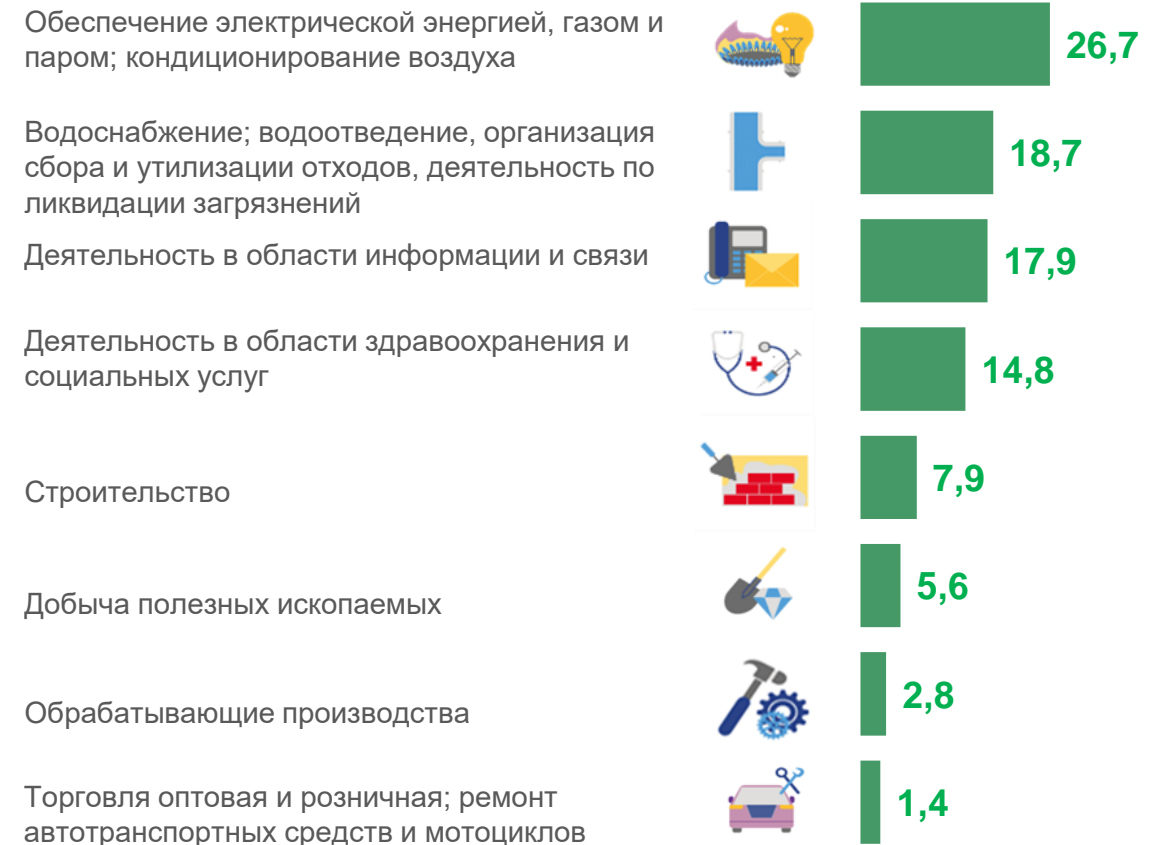 Обеспечение электрической энергией, газом и
паром; кондиционирование воздуха
26,7
Водоснабжение; водоотведение, организация
сбора и утилизации отходов, деятельность по
ликвидации загрязнений
18,7
Деятельность в области информации и связи
17,9
Деятельность в области здравоохранения и
социальных услуг
14,8
Строительство
7,9
Добыча полезных ископаемых
5,6
Обрабатывающие производства
2,8
Торговля оптовая и розничная; ремонт
автотранспортных средств и мотоциклов
1,4